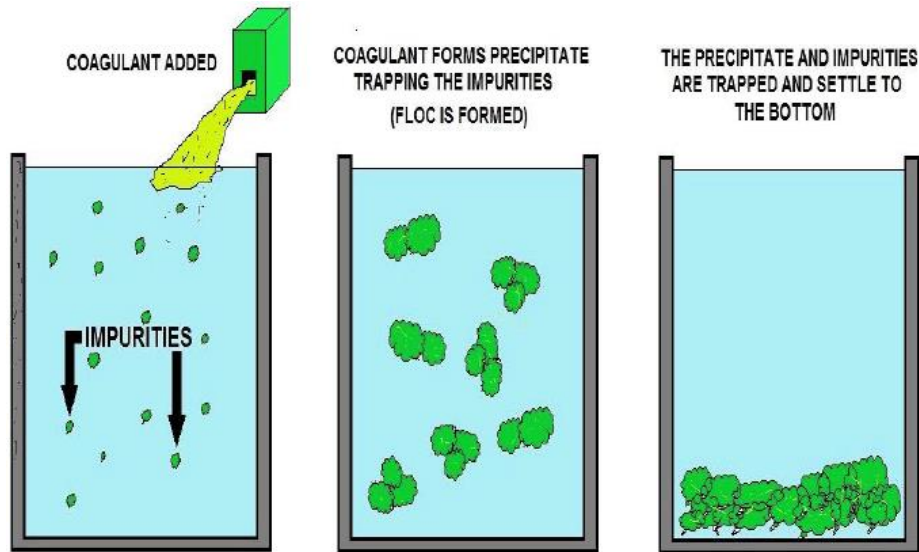 COAGULANT ADDED
IMPURITIES
COAGULANT FORMS PRECIPITATE
TRAPPING THE IMPURITIES
(FLOC IS FORMED)
THE PRECIPITATE AND IMPURITIES
ARE TRAPPED AND SETTLE TO
THE BOTTOM